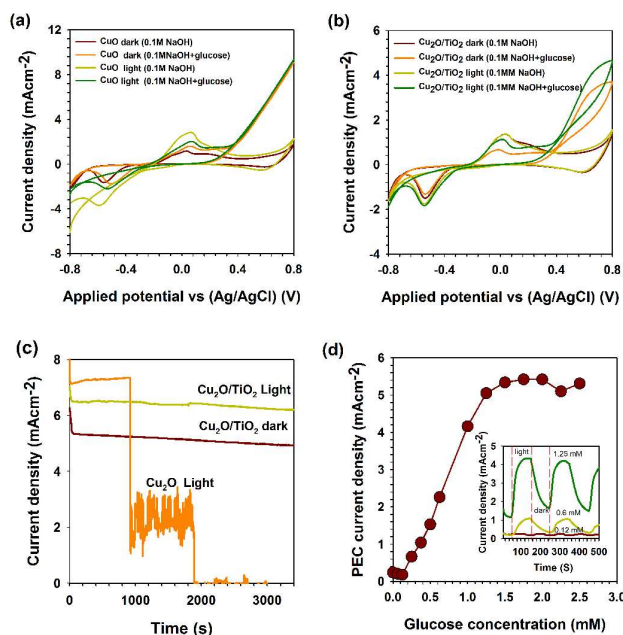 (a)
CuO dark (0.1M NaOH)
CuO dark (0.1MNaOH+glucose)
CuO light (0.1M NaOH)
CuO light (0.1M NaOH+glucose)
Current density (mAcm-2)
12
8
4
0
-4
-8
-0.8 -0.4 0.0 0.4 0.8
Applied potential vs (Ag/AgCl) (V)
(b)
Cu2O/TiO2 dark (0.1M NaOH)
Cu2O/TiO2 dark (0.1M NaOH+glucose)
Cu2O/TiO2 light (0.1MM NaOH)
Cu2O/TiO2 light (0.1MM NaOH+glucose)
Current density (mAcm-2)
6
4
2
0
-2
-4
-0.8 -0.4 0.0 0.4 0.8
Applied potential vs (Ag/AgCl) (V)
(c)
Cu2O/TiO2 Light
Cu2O/TiO2 dark
Cu2O Light
Current density (mAcm-2)
8
6
4
2
0
0 1000 2000 3000
Time (s)
(d)
PEC current density (mAcm-2)
6
5
4
3
2
1
0
0.0 0.5 1.0 1.5 2.0 2.5 3.0
Glucose concentration (mM)
light
1.25 mM
dark
0.6 mM
0.12 mM
Current density (mAcm-2)
5
4
3
2
1
0
100 200 300 400 500
Time (S)